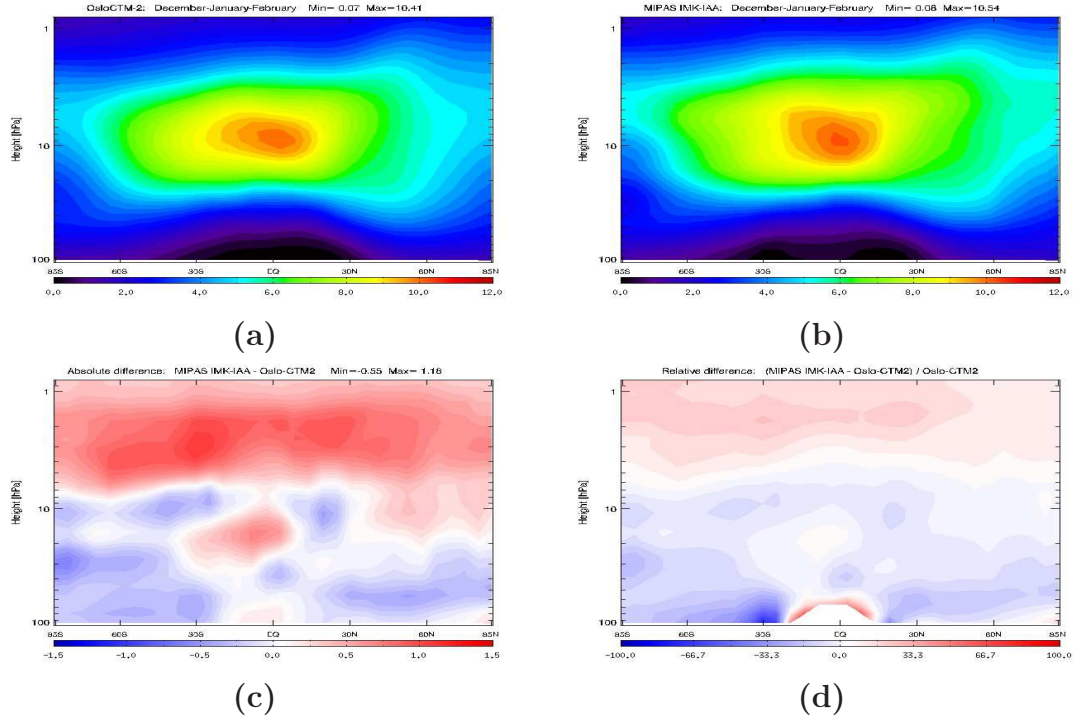 OsloCTM-2: December-January-February Min= 0.07 Max=10.41
Height [hPa]
1
10
100
85S 60S 30S EQ 30N 60N 85N
0.0 2.0 4.0 6.0 8.0 10.0 12.0
(a)
MIPAS IMK-IAA: December-January-February Min= 0.08 Max=10.54
Height [hPa]
1
10
100
85S 60S 30S EQ 30N 60N 85N
0.0 2.0 4.0 6.0 8.0 10.0 12.0
(b)
Absolute difference: MIPAS IMK-IAA - Oslo-CTM2 Min=-0.55 Max= 1.18
Height [hPa]
1
10
100
85S 60S 30S EQ 30N 60N 85N
-1.5 -1.0 -0.5 0.0 0.5 1.0 1.5
(c)
Relative difference: (MIPAS IMK-IAA - Oslo-CTM2) / Oslo-CTM2
Height [hPa]
1
10
100
85S 60S 30S EQ 30N 60N 85N
-100.0 -66.7 -33.3 0.0 33.3 66.7 100.0
(d)